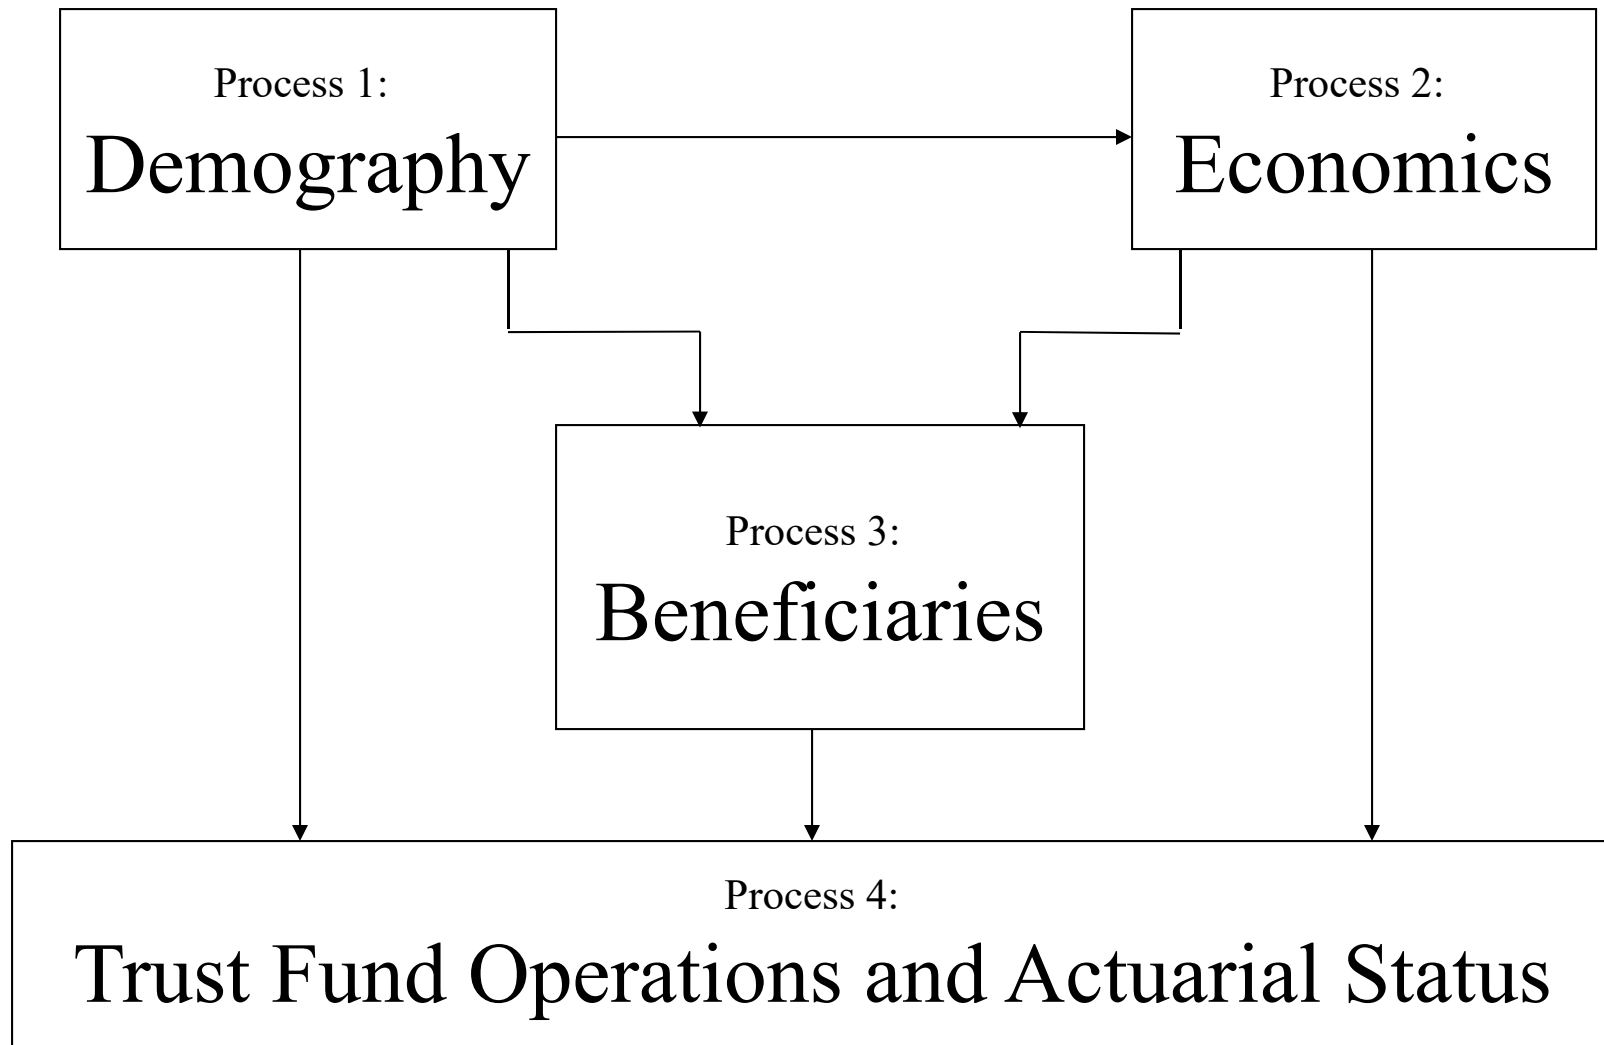 Process 1:
Demography
Process 2:
Economics
Process 3:
Beneficiaries
Process 4:
Trust Fund Operations and Actuarial Status